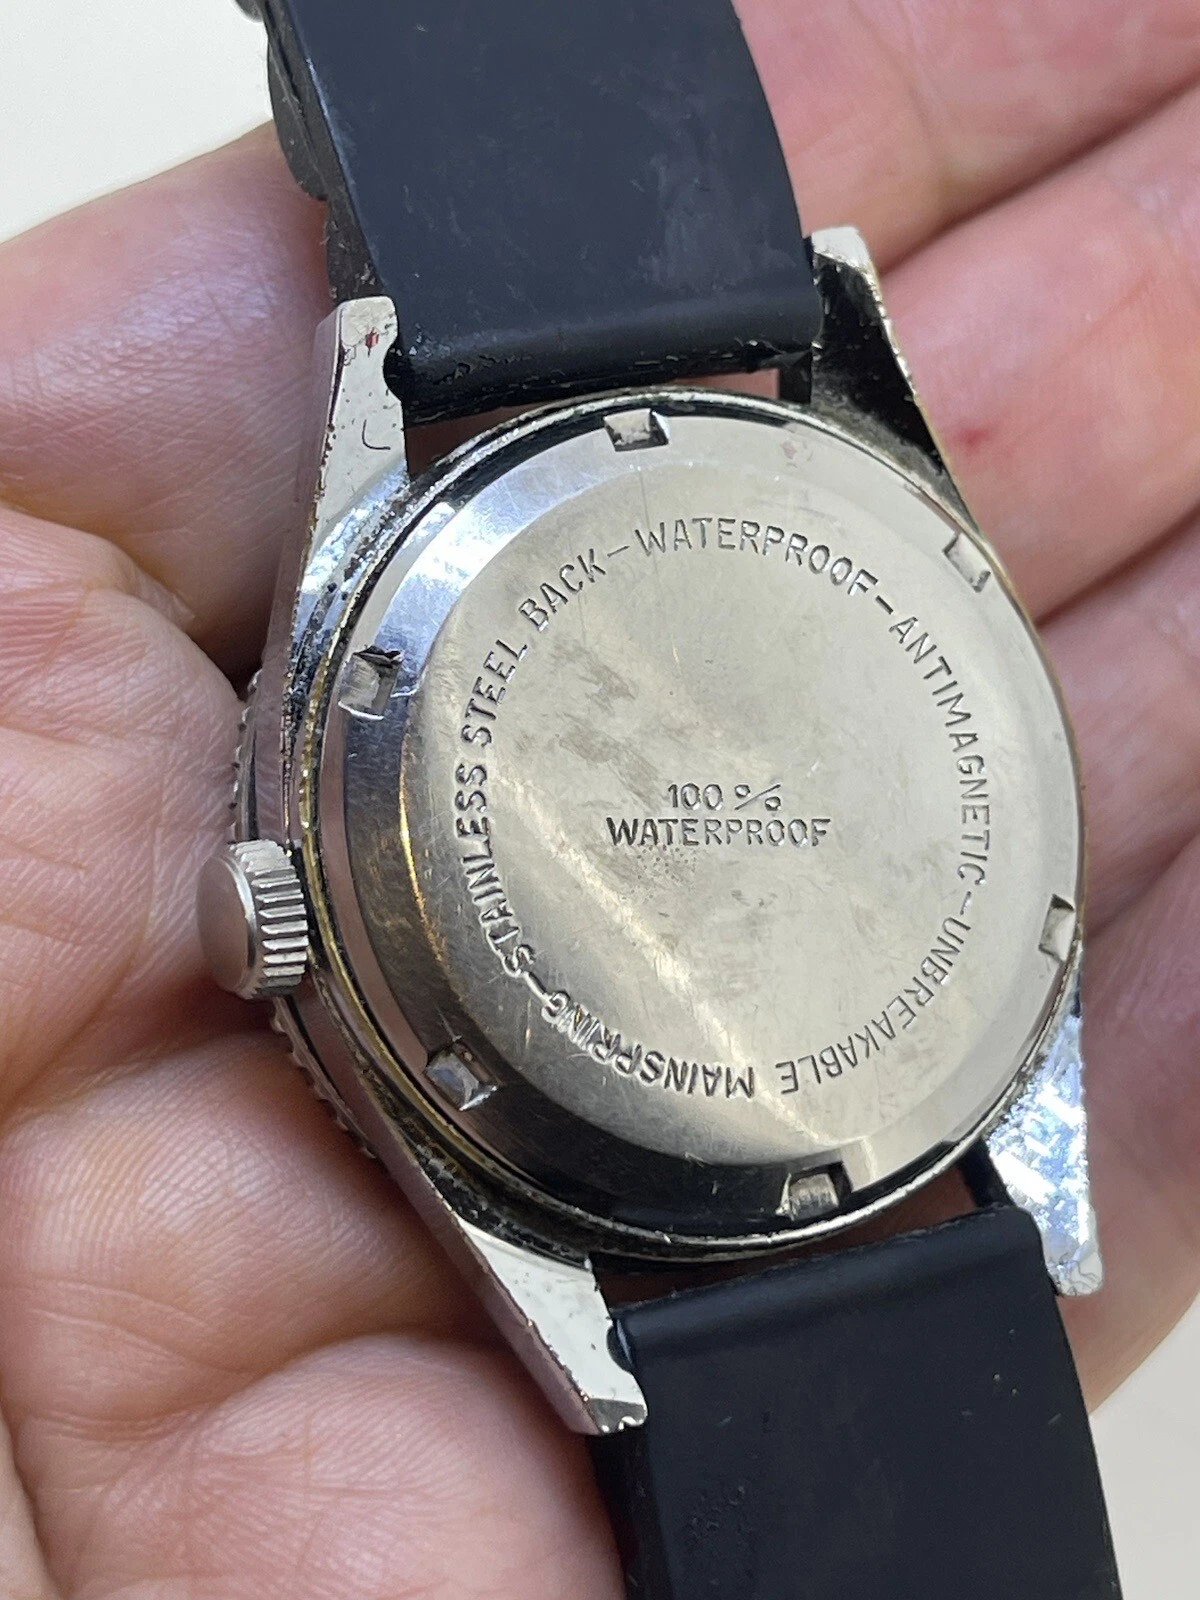 STAINLESS STEEL BACK-WATERPROOF-ANTIMAGNETIC-UNBREAKABLE MAINSPRING-
100%
WATERPROOF